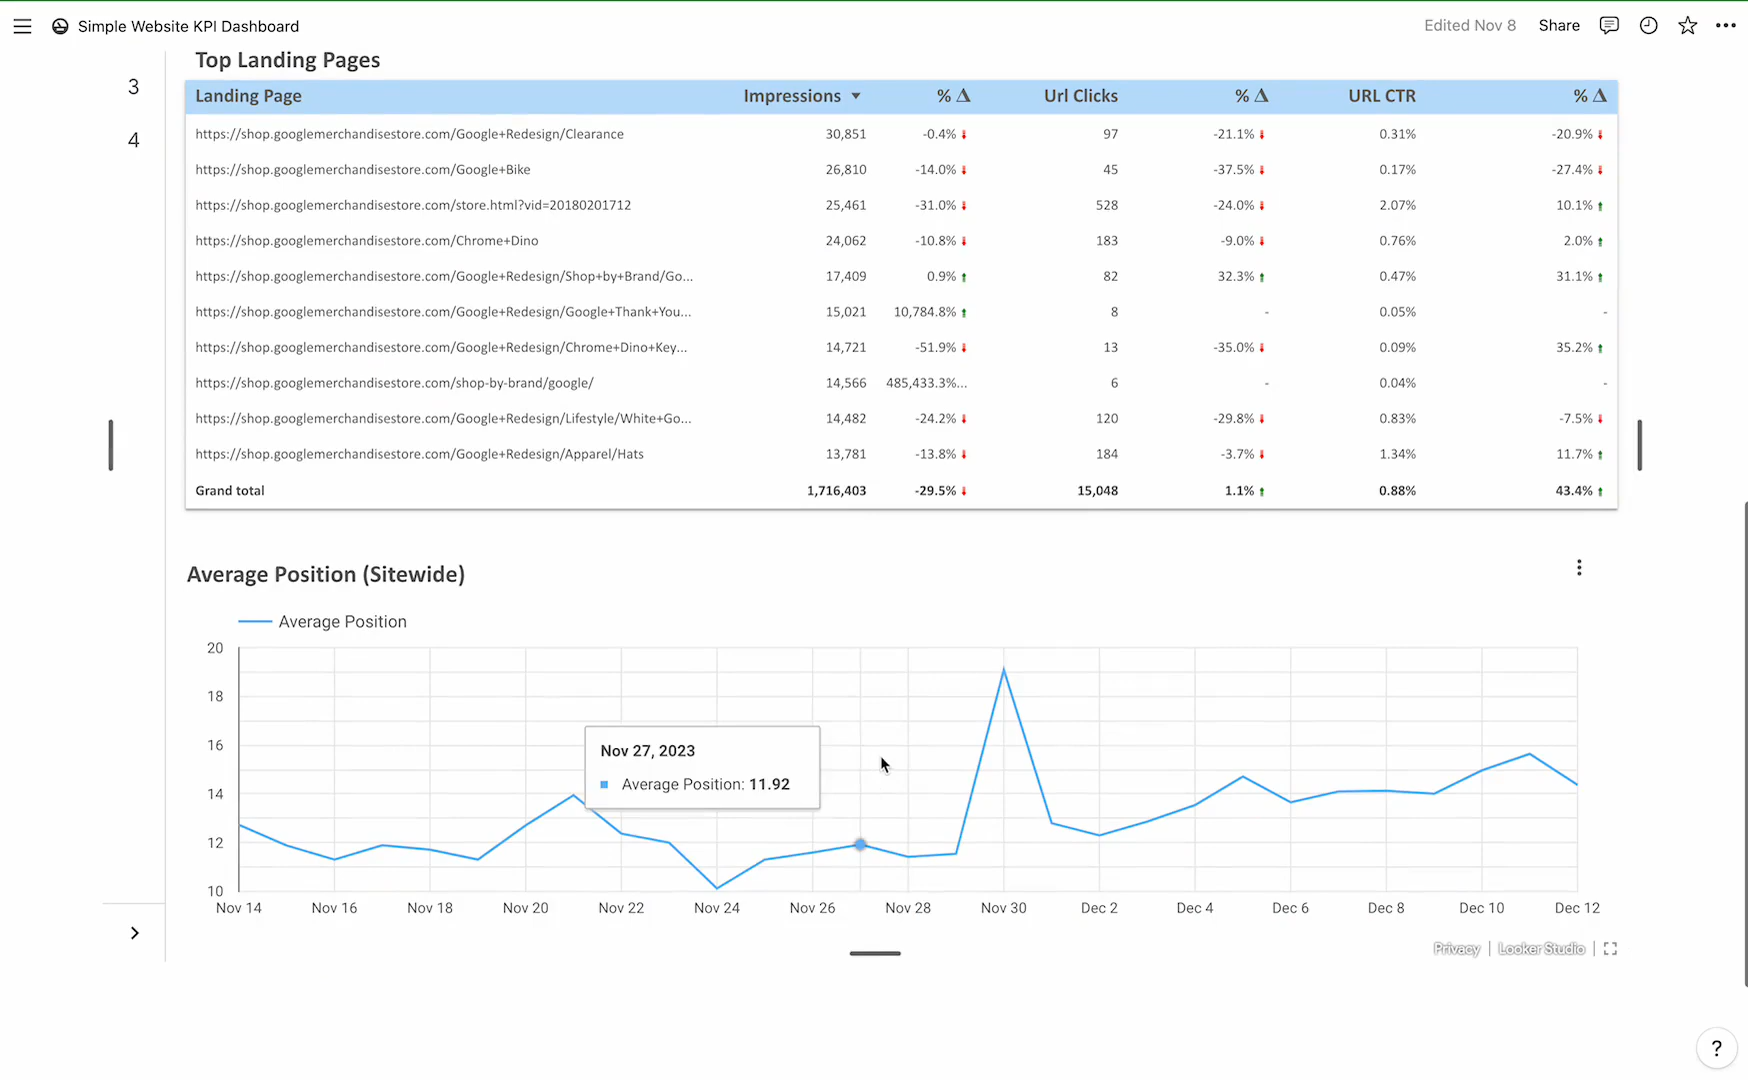 Simple Website KPI Dashboard
Edited Nov 8 Share
3
4
Top Landing Pages
Landing Page Impressions % Δ Url Clicks % Δ URL CTR % Δ
https://shop.googlemerchandisestore.com/Google+Redesign/Clearance 30,851 -0.4% 97 -21.1% 0.31% -20.9%
https://shop.googlemerchandisestore.com/Google+Bike 26,810 -14.0% 45 -37.5% 0.17% -27.4%
https://shop.googlemerchandisestore.com/store.html?vid=20180201712 25,461 -31.0% 528 -24.0% 2.07% 10.1%
https://shop.googlemerchandisestore.com/Chrome+Dino 24,062 -10.8% 183 -9.0% 0.76% 2.0%
https://shop.googlemerchandisestore.com/Google+Redesign/Shop+by+Brand/Go... 17,409 0.9% 82 32.3% 0.47% 31.1%
https://shop.googlemerchandisestore.com/Google+Redesign/Google+Thank+You... 15,021 10,784.8% 8 - 0.05% -
https://shop.googlemerchandisestore.com/Google+Redesign/Chrome+Dino+Key... 14,721 -51.9% 13 -35.0% 0.09% 35.2%
https://shop.googlemerchandisestore.com/shop-by-brand/google/ 14,566 485,433.3%... 6 - 0.04% -
https://shop.googlemerchandisestore.com/Google+Redesign/Lifestyle/White+Go... 14,482 -24.2% 120 -29.8% 0.83% -7.5%
https://shop.googlemerchandisestore.com/Google+Redesign/Apparel/Hats 13,781 -13.8% 184 -3.7% 1.34% 11.7%
Grand total 1,716,403 -29.5% 15,048 1.1% 0.88% 43.4%
Average Position (Sitewide)
Average Position
20
18
16
14
12
10
Nov 27, 2023
Average Position: 11.92
Nov 14 Nov 16 Nov 18 Nov 20 Nov 22 Nov 24 Nov 26 Nov 28 Nov 30 Dec 2 Dec 4 Dec 6 Dec 8 Dec 10 Dec 12
Privacy | Looker Studio |
?